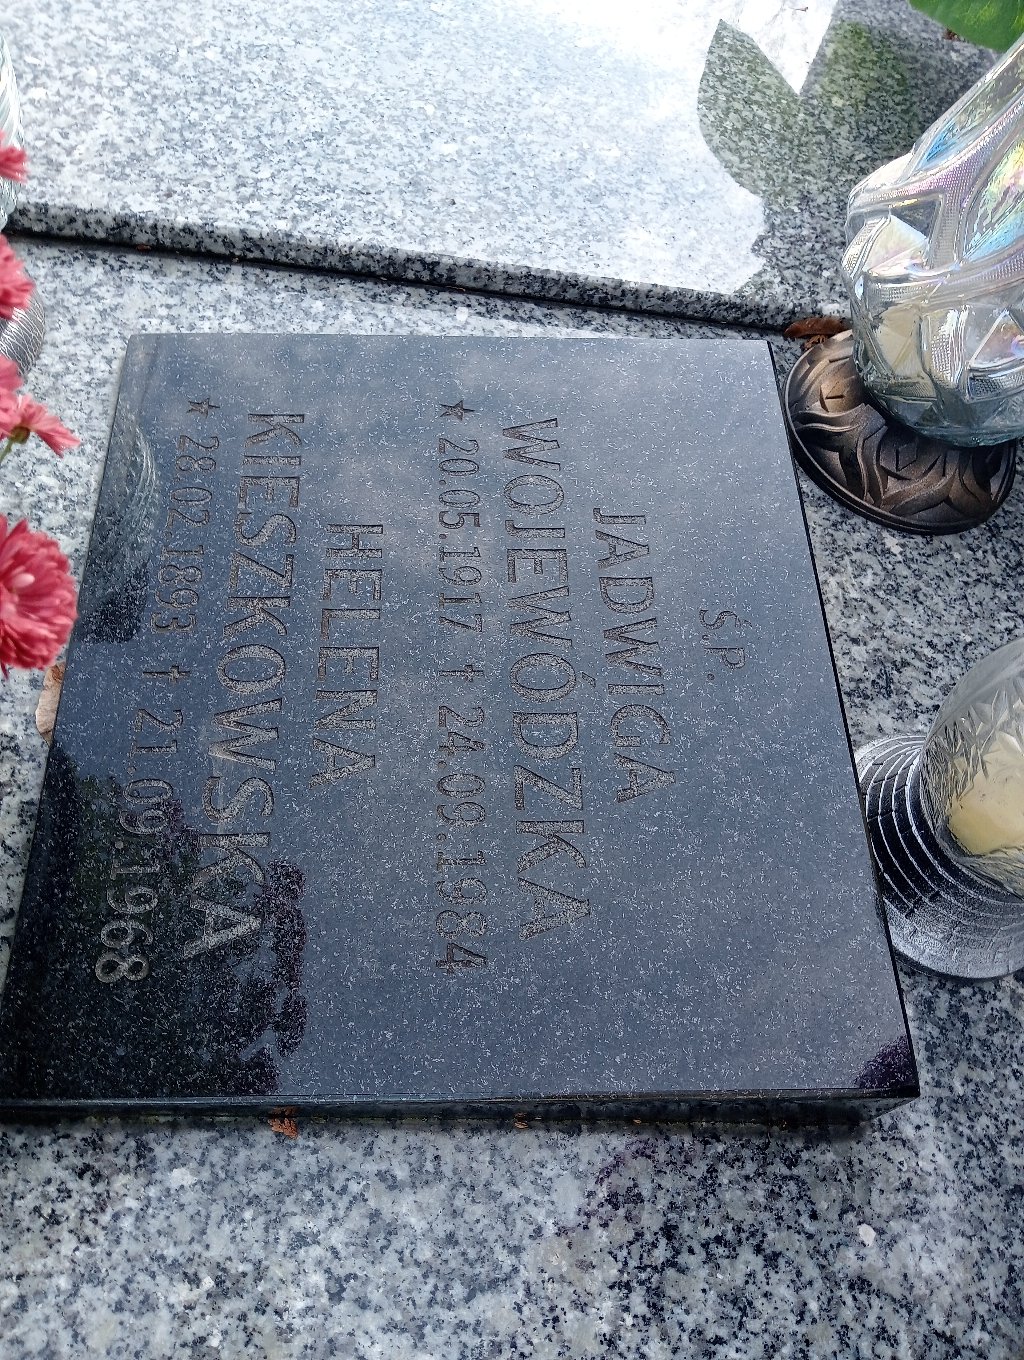 Ś.P.
JADWIGA
WOJEWÓDZKA
★ 20.05.1917 † 24.09.1984
HELENA
KIESZKOWSKA
★ 28.02.1893 † 21.09.1968